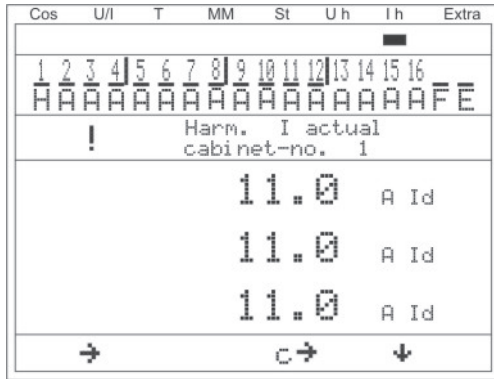 Cos U/I T MM St U h I h Extra
1 2 3 4 5 6 7 8 9 10 11 12 13 14 15 16
H A A A A A A A A A A A A A A A F E
! Harm. I actual
cabinet-no. 1
11.0 A Id
11.0 A Id
11.0 A Id
→ c→ ↓